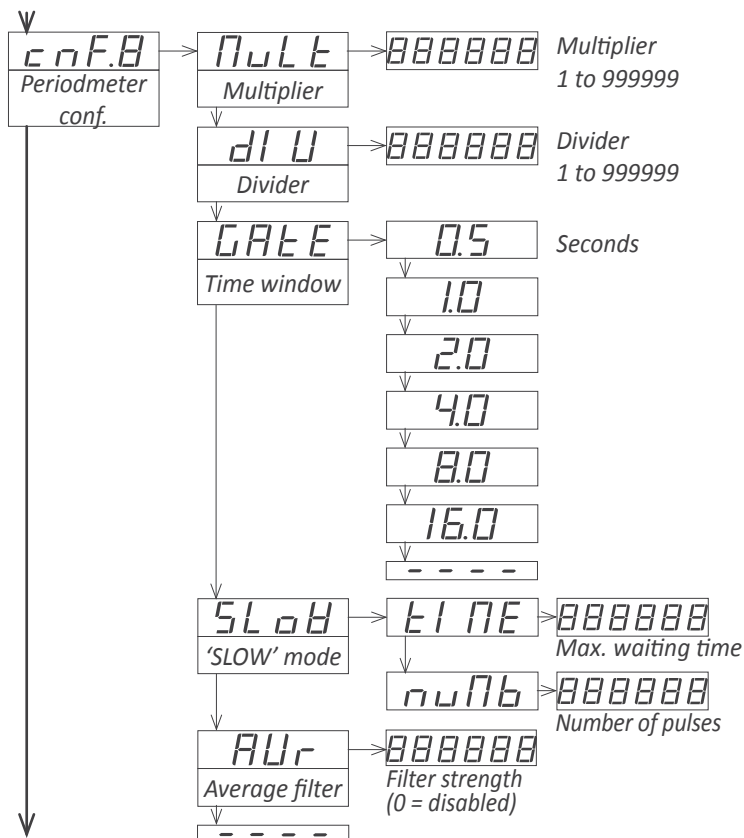 cnF.8
Periodmeter
conf.
MuLt
Multiplier
888888
Multiplier
1 to 999999
dIV
Divider
888888
Divider
1 to 999999
GAtE
Time window
0.5
Seconds
1.0
2.0
4.0
8.0
16.0
- - - -
SLoW
'SLOW' mode
tIME
888888
Max. waiting time
nuMb
888888
Number of pulses
AVr
Average filter
888888
Filter strength
(0 = disabled)
- - - -